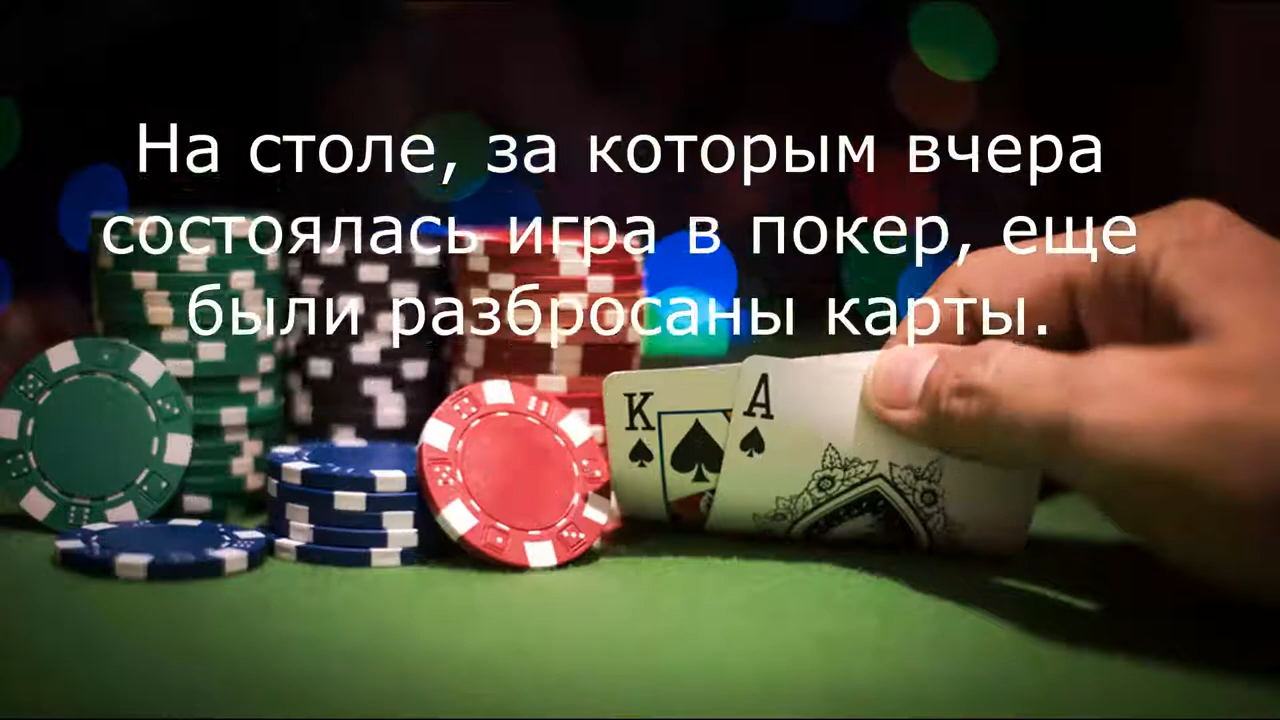 На столе, за которым вчера
состоялась игра в покер, еще
были разбросаны карты.
K
A